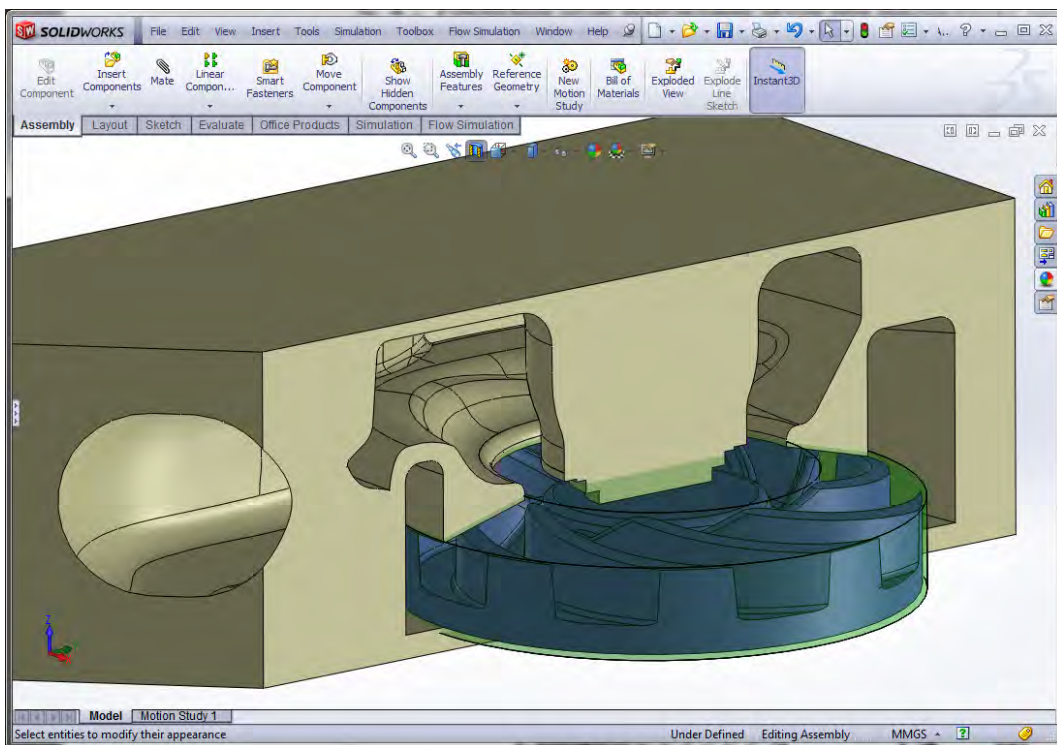 SW SOLIDWORKS File Edit View Insert Tools Simulation Toolbox Flow Simulation Window Help
Edit Component
Insert Components
Mate
Linear Compon...
Smart Fasteners
Move Component
Show Hidden Components
Assembly Features
Reference Geometry
New Motion Study
Bill of Materials
Exploded View
Explode Line Sketch
Instant3D
Assembly Layout Sketch Evaluate Office Products Simulation Flow Simulation
Z
Model Motion Study 1
Select entities to modify their appearance Under Defined Editing Assembly MMGS ?